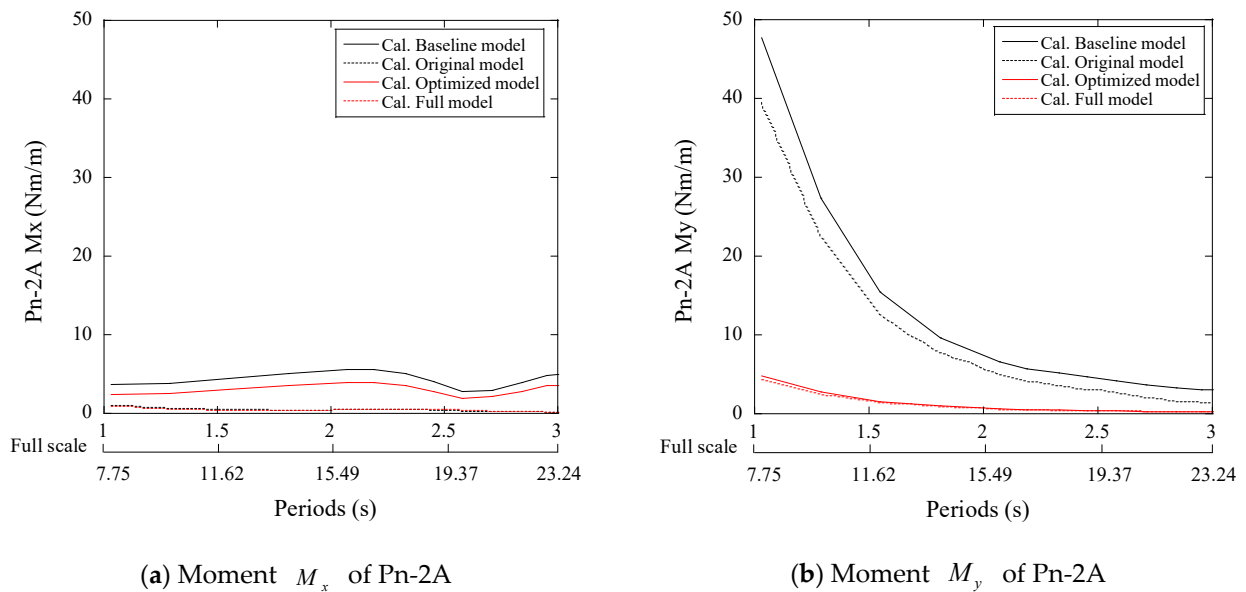 50
40
30
20
10
0
Pn-2A Mx (Nm/m)
Cal. Baseline model
Cal. Original model
Cal. Optimized model
Cal. Full model
1 1.5 2 2.5 3
Full scale
7.75 11.62 15.49 19.37 23.24
Periods (s)
(a) Moment Mx of Pn-2A
50
40
30
20
10
0
Pn-2A My (Nm/m)
Cal. Baseline model
Cal. Original model
Cal. Optimized model
Cal. Full model
1 1.5 2 2.5 3
Full scale
7.75 11.62 15.49 19.37 23.24
Periods (s)
(b) Moment My of Pn-2A